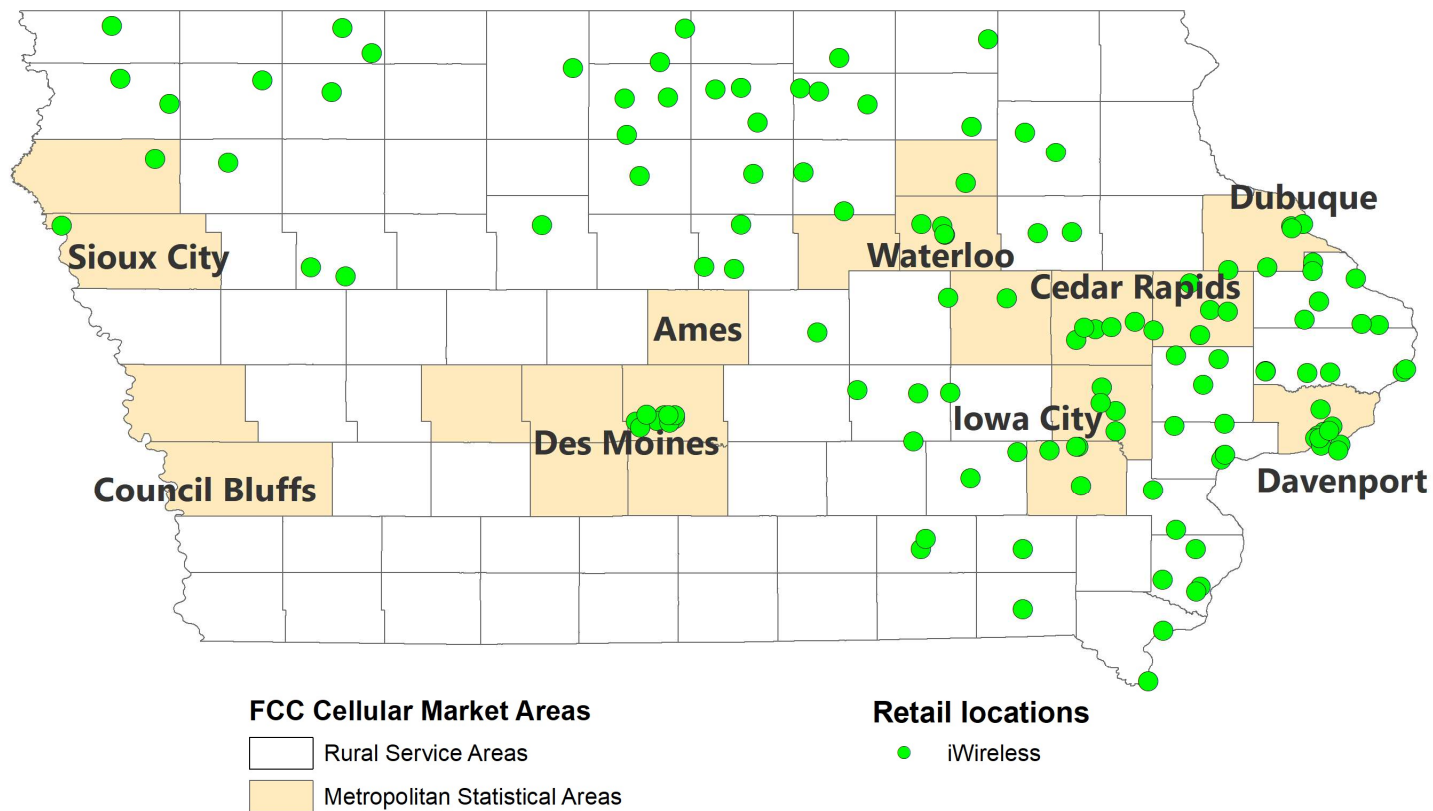 Dubuque
Sioux City
Waterloo
Cedar Rapids
Ames
Iowa City
Des Moines
Council Bluffs
Davenport
FCC Cellular Market Areas
Rural Service Areas
Metropolitan Statistical Areas
Retail locations
iWireless